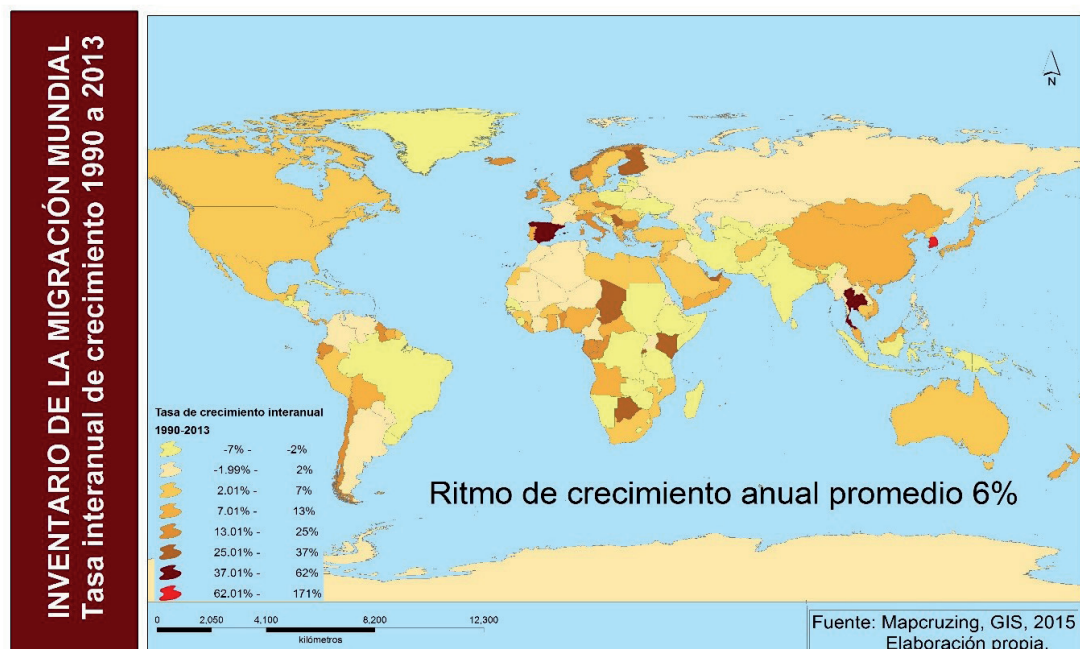 INVENTARIO DE LA MIGRACIÓN MUNDIAL
Tasa interanual de crecimiento 1990 a 2013
N
Tasa de crecimiento interanual
1990-2013
-7% - -2%
-1.99% - 2%
2.01% - 7%
7.01% - 13%
13.01% - 25%
25.01% - 37%
37.01% - 62%
62.01% - 171%
Ritmo de crecimiento anual promedio 6%
0 2,050 4,100 8,200 12,300
kilómetros
Fuente: Mapcruzing, GIS, 2015
Elaboración propia.